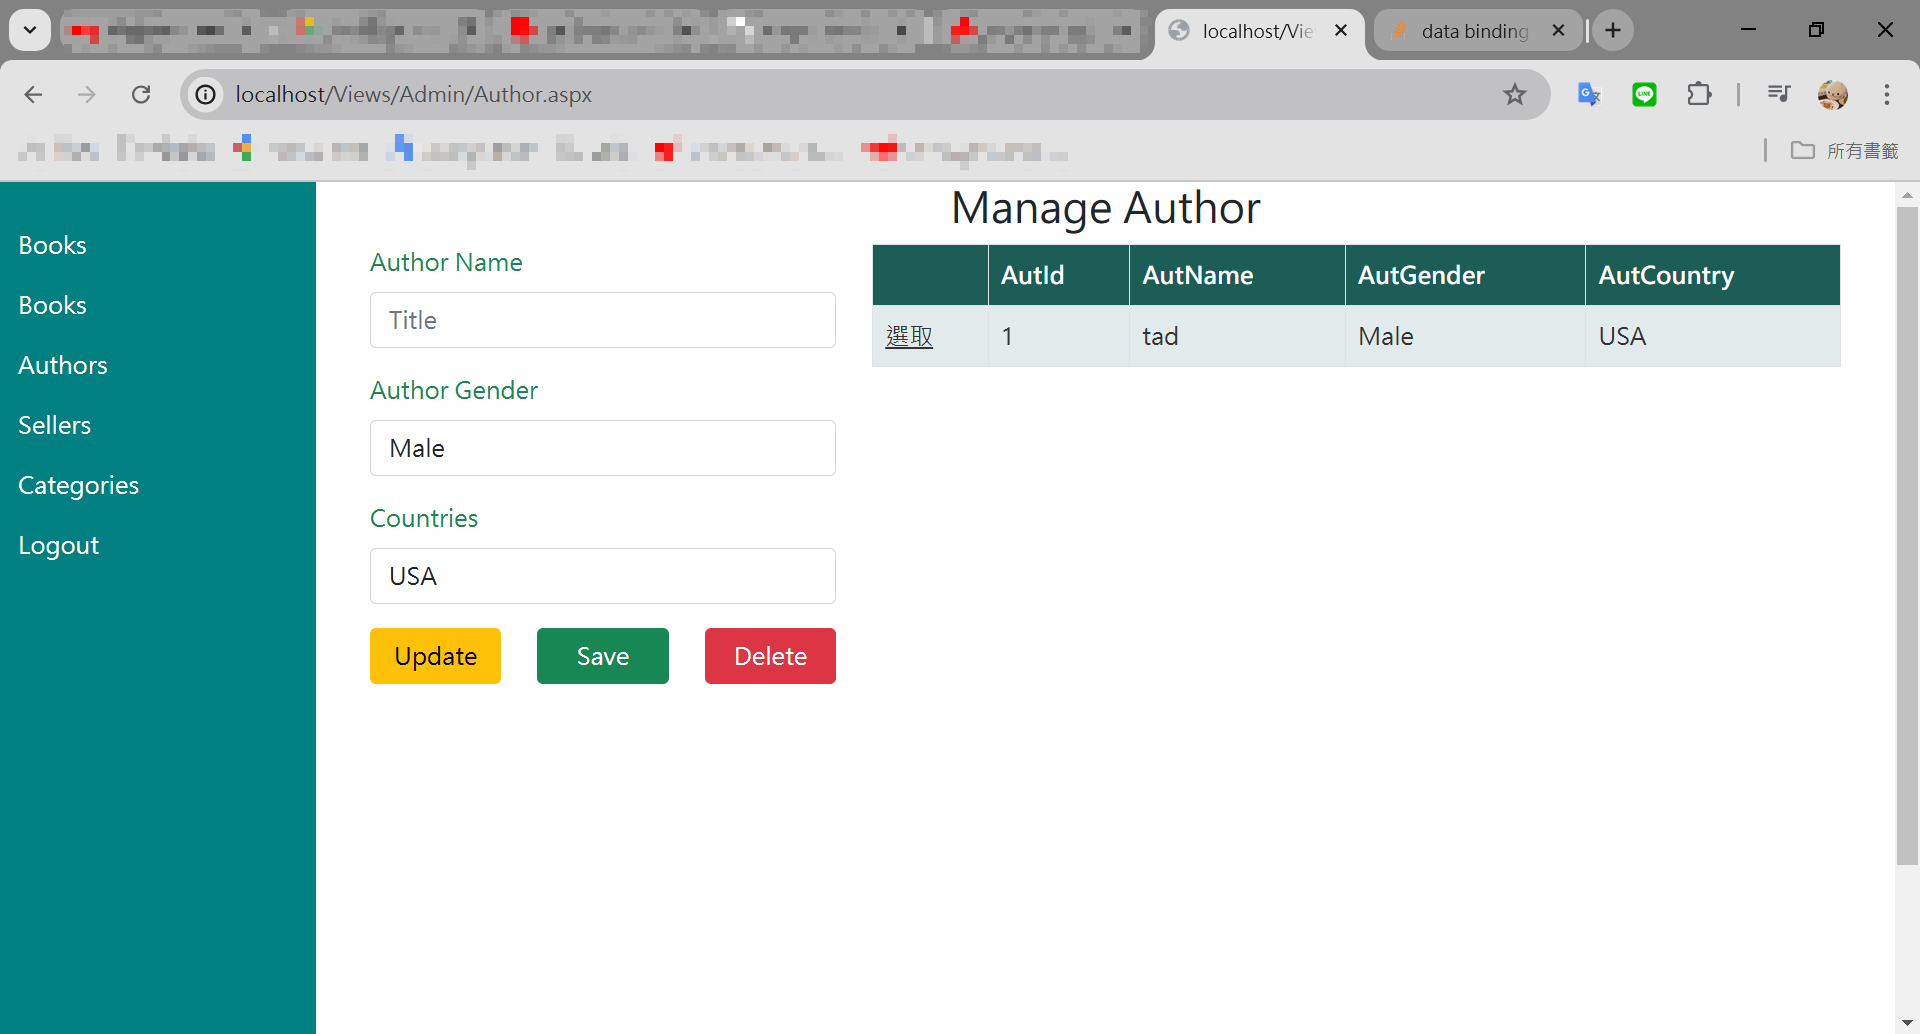 localhost/Vie
data binding
localhost/Views/Admin/Author.aspx
所有書籤
Books
Books
Authors
Sellers
Categories
Logout
Manage Author
Author Name
Title
Author Gender
Male
Countries
USA
Update Save Delete
AutId AutName AutGender AutCountry
選取 1 tad Male USA